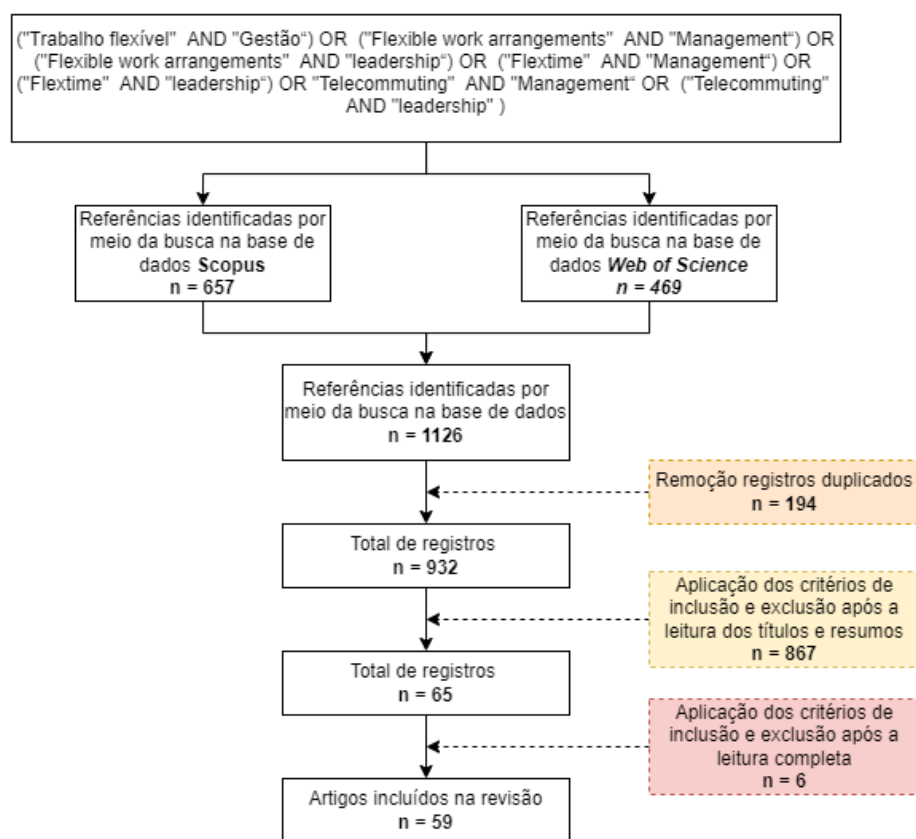 ("Trabalho flexível"  AND "Gestão“) OR  ("Flexible work arrangements"  AND "Management“) OR
("Flexible work arrangements"  AND "leadership“) OR  ("Flextime"  AND "Management“) OR
("Flextime"  AND "leadership“) OR "Telecommuting"  AND "Management“ OR  ("Telecommuting"
AND "leadership" )
Referências identificadas por
meio da busca na base de
dados Scopus
n = 657
Referências identificadas por
meio da busca na base de
dados Web of Science
n = 469
Referências identificadas por
meio da busca na base de dados
n = 1126
Remoção registros duplicados
n = 194
Total de registros
n = 932
Aplicação dos critérios de
inclusão e exclusão após a
leitura dos títulos e resumos
n = 867
Total de registros
n = 65
Aplicação dos critérios de
inclusão e exclusão após a
leitura completa
n = 6
Artigos incluídos na revisão
n = 59